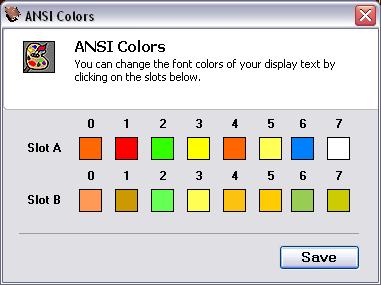 ANSI Colors
ANSI Colors
You can change the font colors of your display text by
clicking on the slots below.
0 1 2 3 4 5 6 7
Slot A
0 1 2 3 4 5 6 7
Slot B
Save